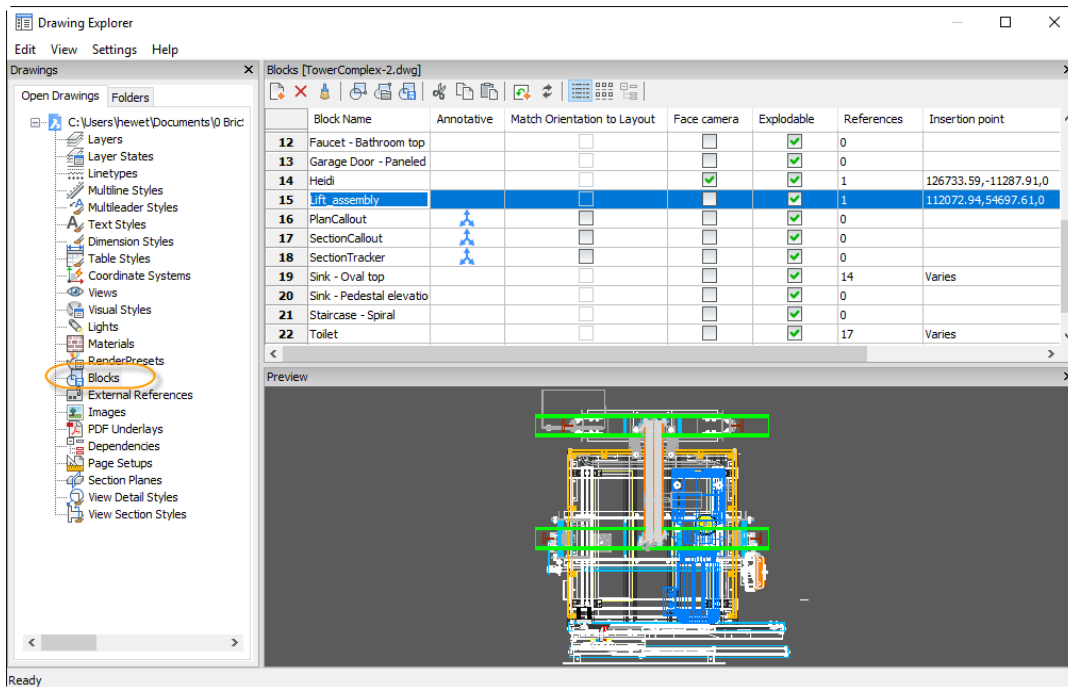 Drawing Explorer
Edit View Settings Help
Drawings
Open Drawings Folders
C:\Users\hewet\Documents\0 Brics
Layers
Layer States
Linetypes
Multiline Styles
Multileader Styles
Text Styles
Dimension Styles
Table Styles
Coordinate Systems
Views
Visual Styles
Lights
Materials
RenderPresets
Blocks
External References
Images
PDF Underlays
Dependencies
Page Setups
Section Planes
View Detail Styles
View Section Styles
Blocks [TowerComplex-2.dwg]
Block Name Annotative Match Orientation to Layout Face camera Explodable References Insertion point
12 Faucet - Bathroom top 0
13 Garage Door - Paneled 0
14 Heidi 1 126733.59,-11287.91,0
15 Lift_assembly 1 112072.94,54697.61,0
16 PlanCallout 0
17 SectionCallout 0
18 SectionTracker 0
19 Sink - Oval top 14 Varies
20 Sink - Pedestal elevatio 0
21 Staircase - Spiral 0
22 Toilet 17 Varies
Preview
Ready